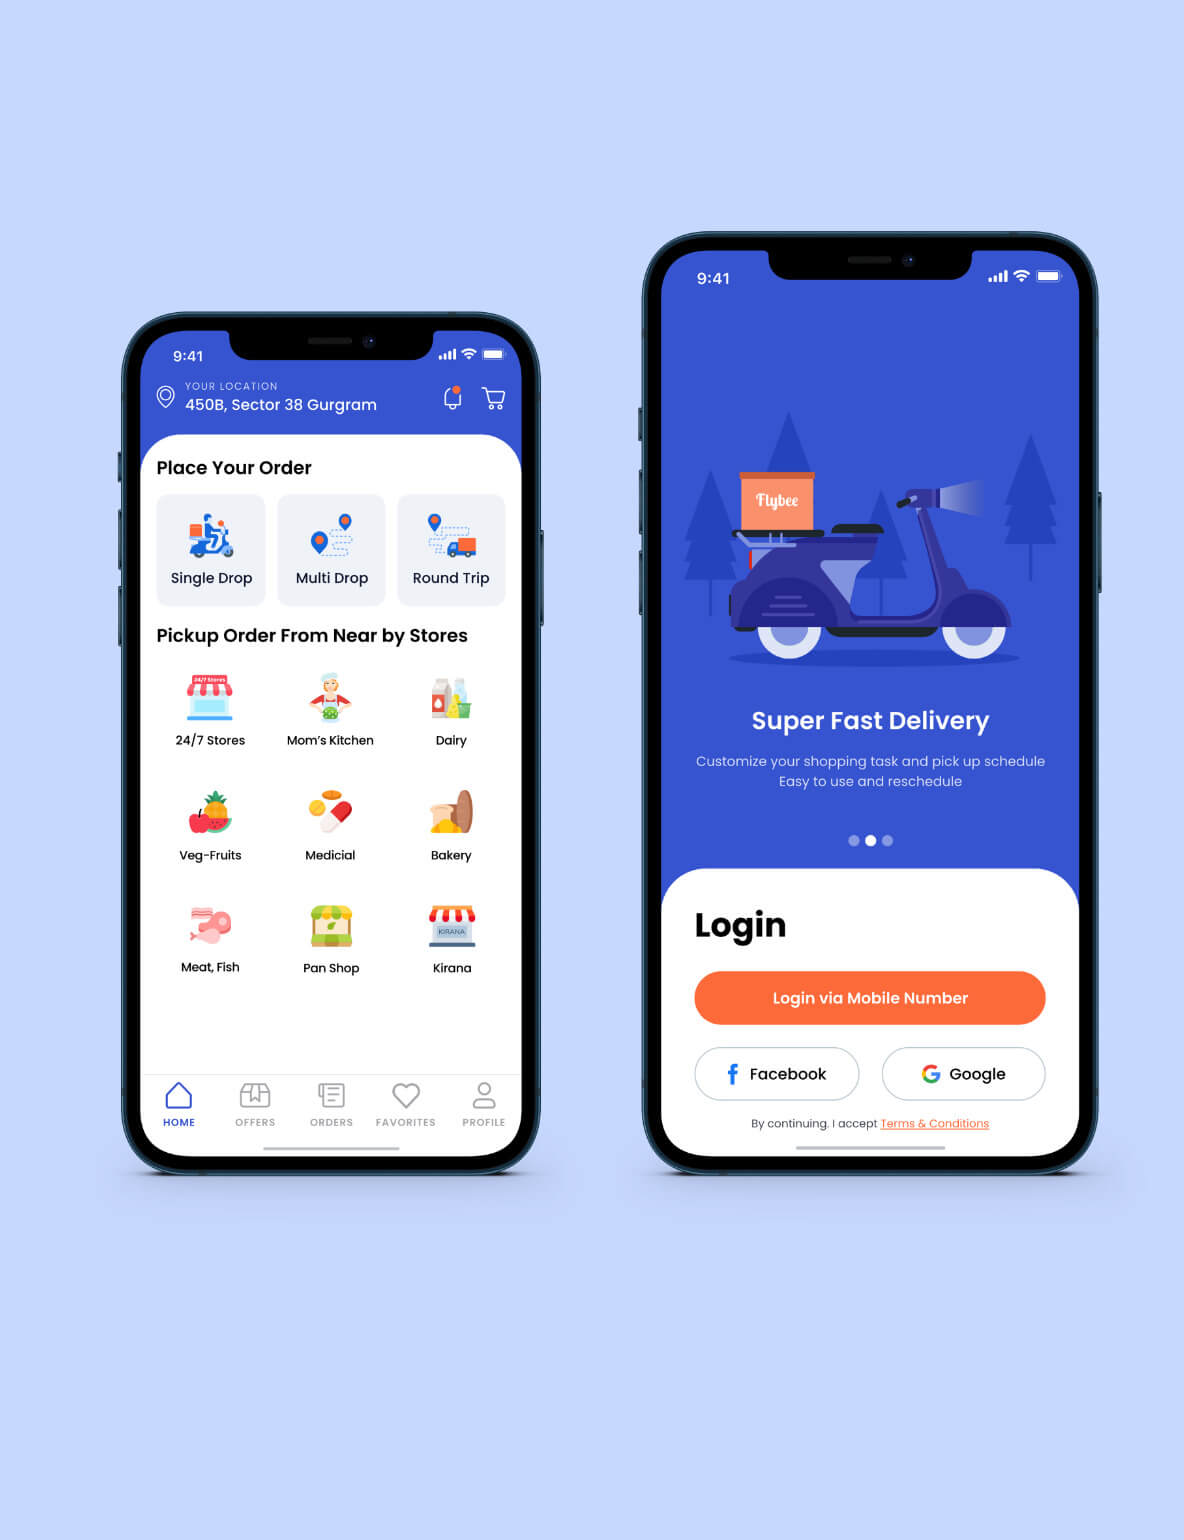 9:41
YOUR LOCATION
450B, Sector 38 Gurgram
Place Your Order
Single Drop
Multi Drop
Round Trip
Pickup Order From Near by Stores
24/7 Stores
24/7 Stores
Mom's Kitchen
Dairy
Veg-Fruits
Medicial
Bakery
KIRANA
Meat, Fish
Pan Shop
Kirana
HOME
OFFERS
ORDERS
FAVORITES
PROFILE
9:41
Flybee
Super Fast Delivery
Customize your shopping task and pick up schedule
Easy to use and reschedule
Login
Login via Mobile Number
Facebook
Google
By continuing. I accept Terms & Conditions